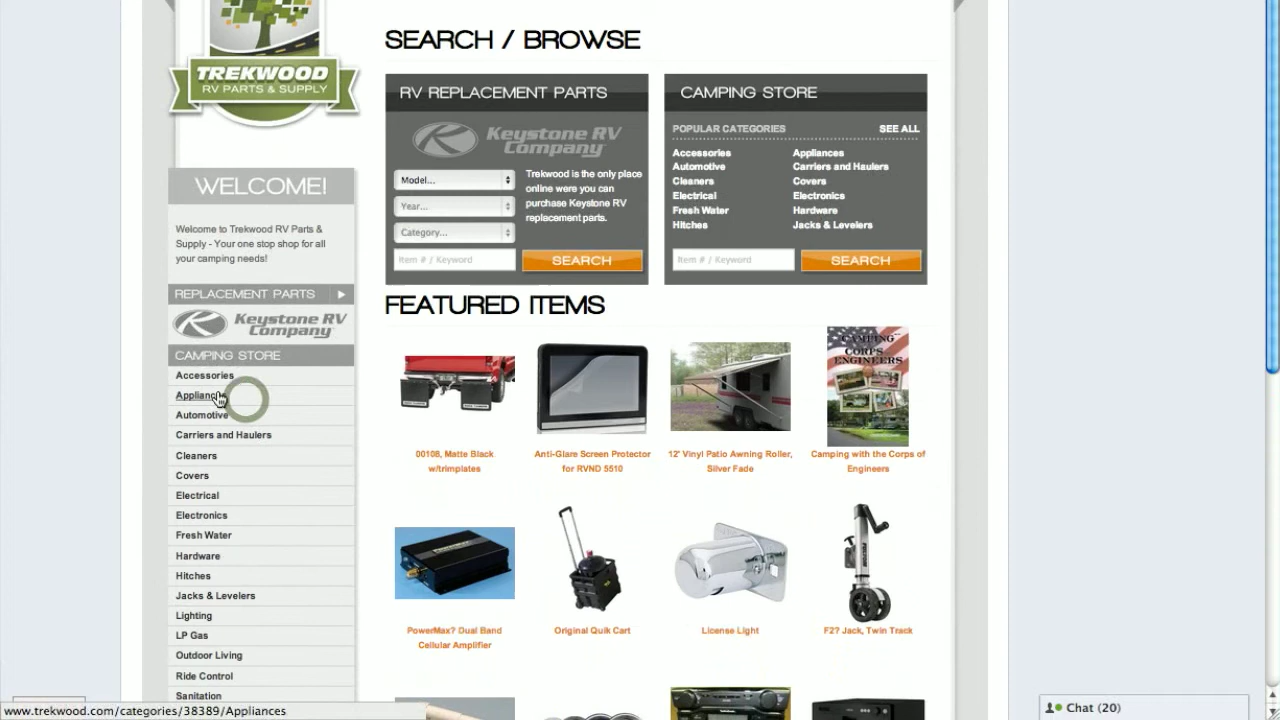 TREKWOOD
RV PARTS & SUPPLY
WELCOME!
Welcome to Trekwood RV Parts &
Supply - Your one stop shop for all
your camping needs!
REPLACEMENT PARTS
Keystone RV
Company
CAMPING STORE
Accessories
Appliances
Automotive
Carriers and Haulers
Cleaners
Covers
Electrical
Electronics
Fresh Water
Hardware
Hitches
Jacks & Levelers
Lighting
LP Gas
Outdoor Living
Ride Control
Sanitation
SEARCH / BROWSE
RV REPLACEMENT PARTS
Keystone RV
Company
Model...
Year...
Category...
Item # / Keyword
Trekwood is the only place
online were you can
purchase Keystone RV
replacement parts.
SEARCH
CAMPING STORE
POPULAR CATEGORIES SEE ALL
Accessories Appliances
Automotive Carriers and Haulers
Cleaners Covers
Electrical Electronics
Fresh Water Hardware
Hitches Jacks & Levelers
Item # / Keyword
SEARCH
FEATURED ITEMS
CAMPING
CORPS
ENGINEERS
00108, Matte Black
w/trimplates
Anti-Glare Screen Protector
for RVND 5510
12' Vinyl Patio Awning Roller,
Silver Fade
Camping with the Corps of
Engineers
PowerMax? Dual Band
Cellular Amplifier
Original Quik Cart
License Light
F2? Jack, Twin Track
wood.com/categories/38389/Appliances
Chat (20)